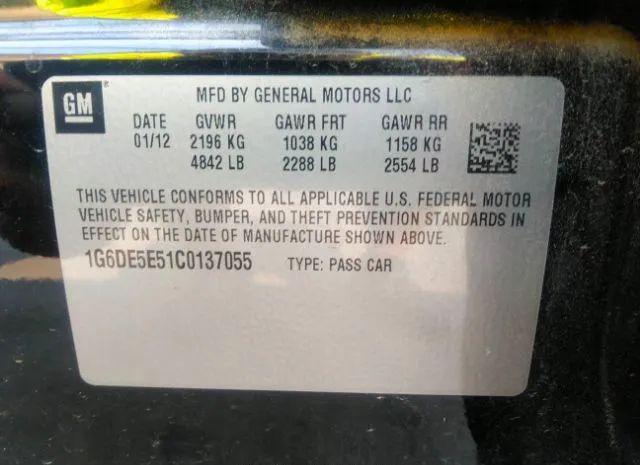 GM
®
MFD BY GENERAL MOTORS LLC
DATE GVWR GAWR FRT GAWR RR
01/12 2196 KG 1038 KG 1158 KG
4842 LB 2288 LB 2554 LB
THIS VEHICLE CONFORMS TO ALL APPLICABLE U.S. FEDERAL MOTOR
VEHICLE SAFETY, BUMPER, AND THEFT PREVENTION STANDARDS IN
EFFECT ON THE DATE OF MANUFACTURE SHOWN ABOVE.
1G6DE5E51C0137055 TYPE: PASS CAR